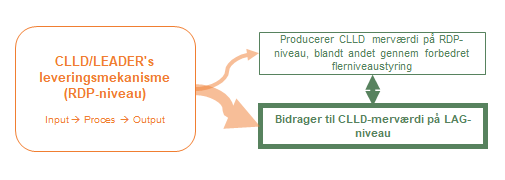 CLLD/LEADER's
leveringsmekanisme
(RDP-niveau)
Input → Proces → Output
Producerer CLLD merværdi på RDP-
niveau, blandt andet gennem forbedret
flerniveaustyring
Bidrager til CLLD-merværdi på LAG-
niveau